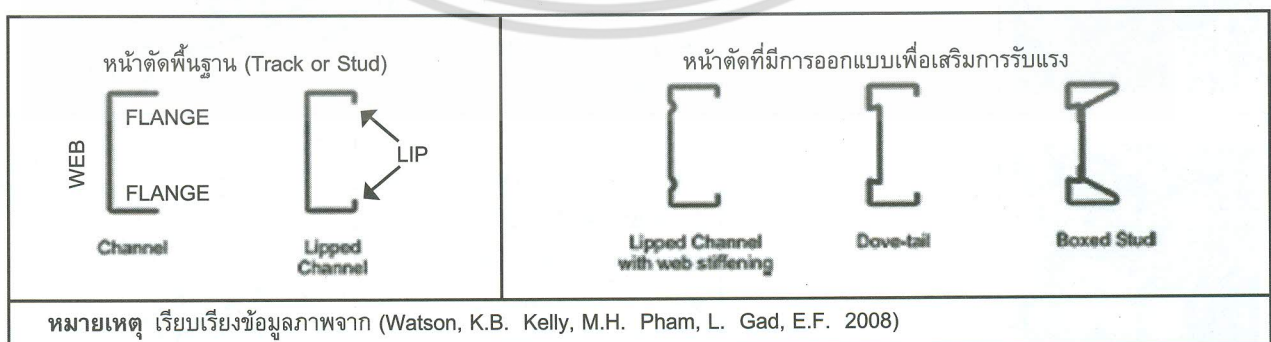 หน้าตัดพื้นฐาน (Track or Stud)
WEB
FLANGE
FLANGE
LIP
Channel
Lipped
Channel
หน้าตัดที่มีการออกแบบเพื่อเสริมการรับแรง
Lipped Channel
with web stiffening
Dove-tail
Boxed Stud
หมายเหตุ เรียบเรียงข้อมูลภาพจาก (Watson, K.B. Kelly, M.H. Pham, L. Gad, E.F. 2008)